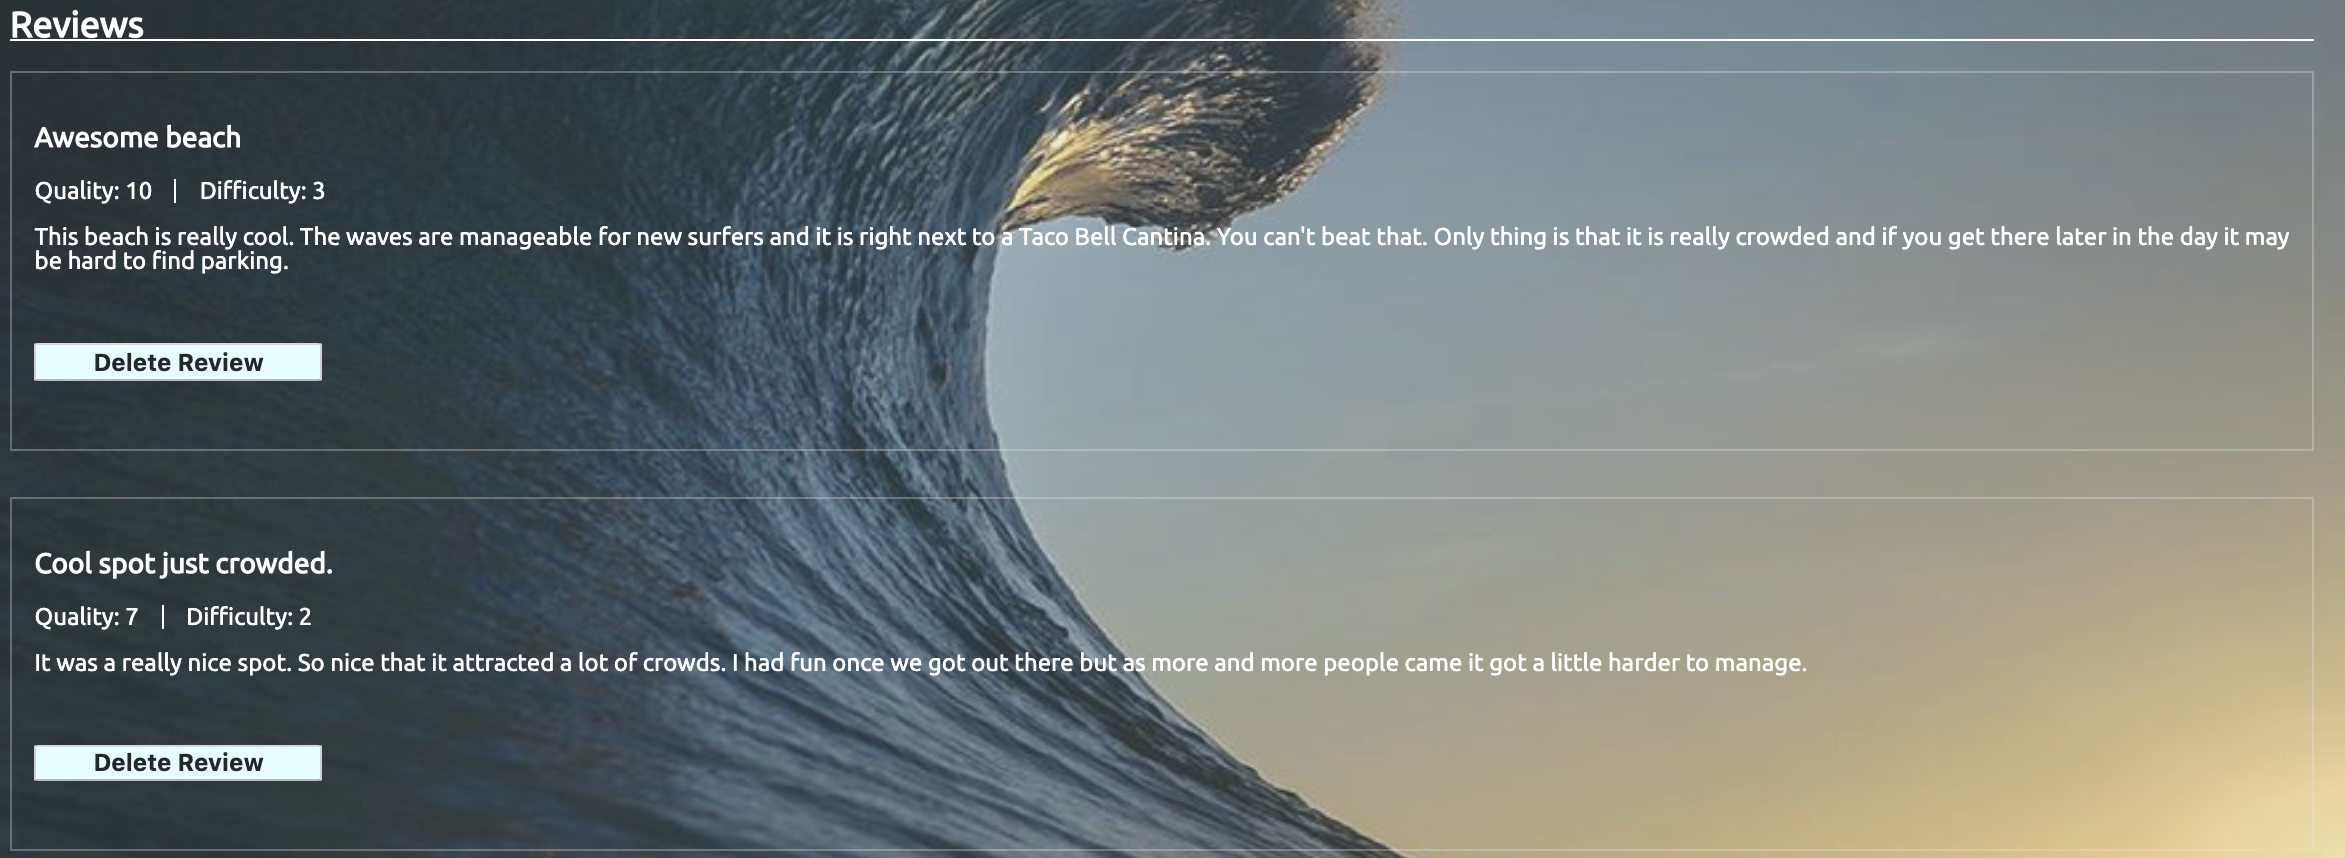 Reviews
Awesome beach
Quality: 10 | Difficulty: 3
This beach is really cool. The waves are manageable for new surfers and it is right next to a Taco Bell Cantina. You can't beat that. Only thing is that it is really crowded and if you get there later in the day it may
be hard to find parking.
Delete Review
Cool spot just crowded.
Quality: 7 | Difficulty: 2
It was a really nice spot. So nice that it attracted a lot of crowds. I had fun once we got out there but as more and more people came it got a little harder to manage.
Delete Review